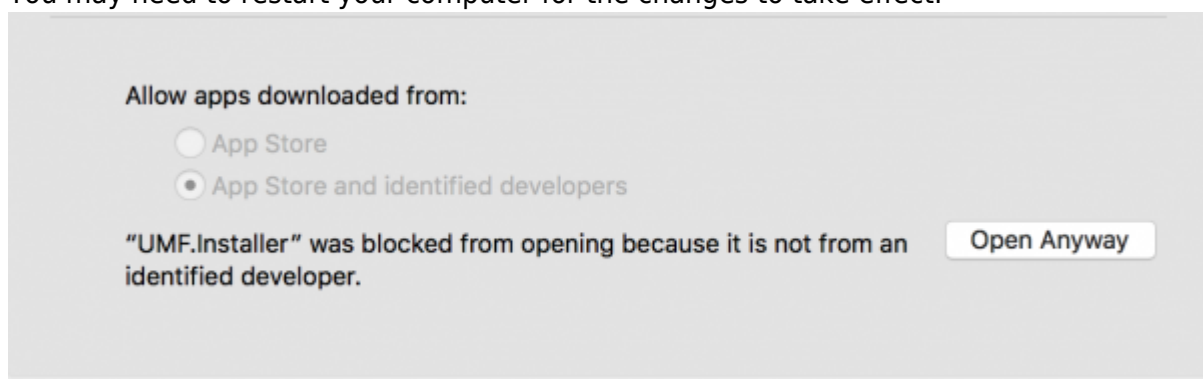 You may need to restart your computer for the changes to take effect.
Allow apps downloaded from:
App Store
App Store and identified developers
“UMF.Installer” was blocked from opening because it is not from an
Open Anyway
identified developer.